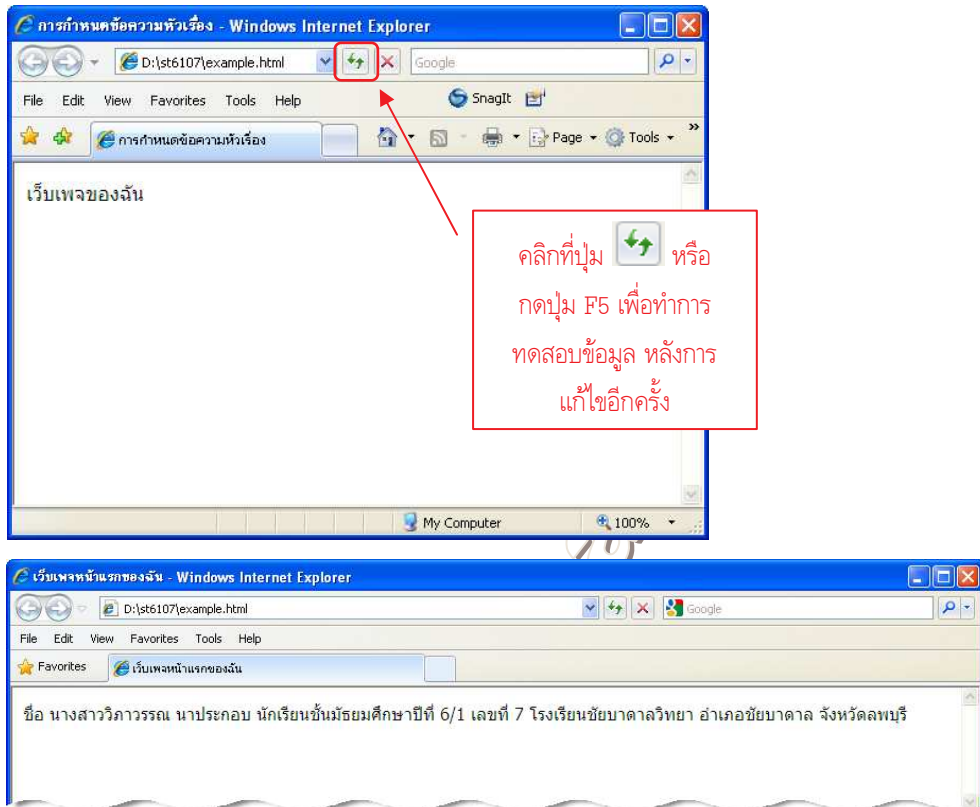 การกำหนดข้อความหัวเรื่อง - Windows Internet Explorer
D:\st6107\example.html
Google
File Edit View Favorites Tools Help
SnagIt
การกำหนดข้อความหัวเรื่อง
Page
Tools
»
เว็บเพจของฉัน
คลิกที่ปุ่ม หรือ
กดปุ่ม F5 เพื่อทำการ
ทดสอบข้อมูล หลังการ
แก้ไขอีกครั้ง
My Computer
100%
เว็บเพจหน้าแรกของฉัน - Windows Internet Explorer
D:\st6107\example.html
Google
File Edit View Favorites Tools Help
Favorites
เว็บเพจหน้าแรกของฉัน
ชื่อ นางสาววิภาวรรณ นาประกอบ นักเรียนชั้นมัธยมศึกษาปีที่ 6/1 เลขที่ 7 โรงเรียนชัยบาดาลวิทยา อำเภอชัยบาดาล จังหวัดลพบุรี